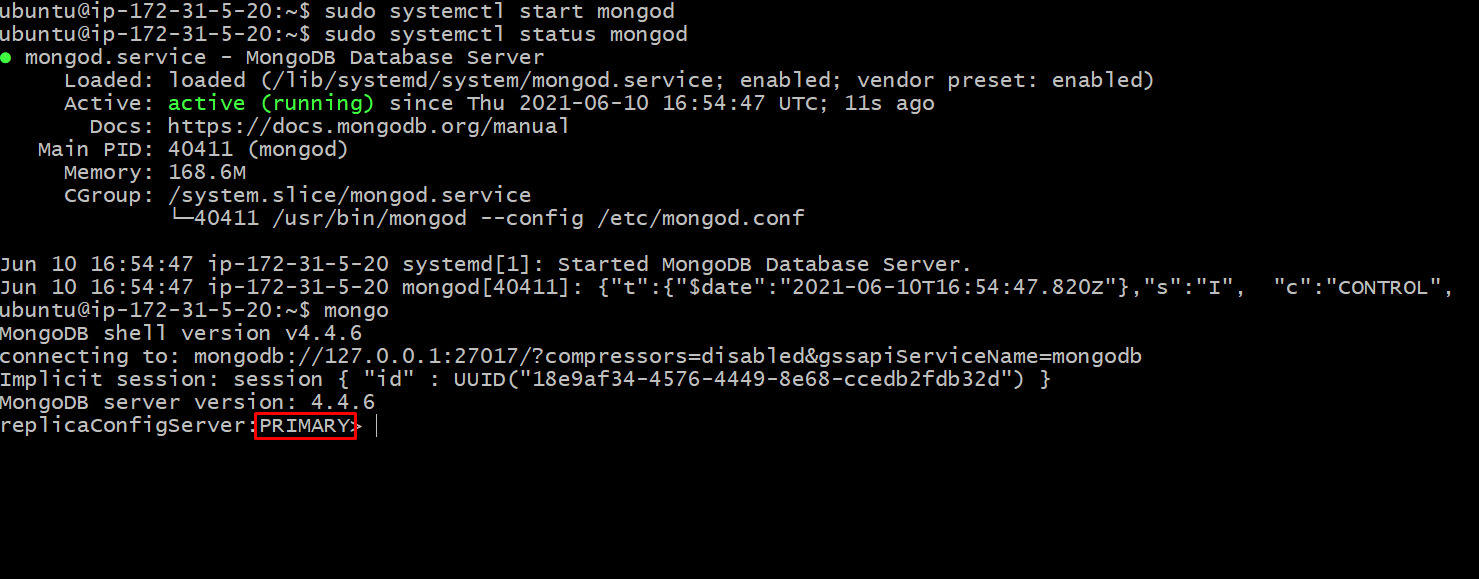 ubuntu@ip-172-31-5-20:~$ sudo systemctl start mongod
ubuntu@ip-172-31-5-20:~$ sudo systemctl status mongod
● mongod.service - MongoDB Database Server
     Loaded: loaded (/lib/systemd/system/mongod.service; enabled; vendor preset: enabled)
     Active: active (running) since Thu 2021-06-10 16:54:47 UTC; 11s ago
       Docs: https://docs.mongodb.org/manual
   Main PID: 40411 (mongod)
     Memory: 168.6M
     CGroup: /system.slice/mongod.service
             └─40411 /usr/bin/mongod --config /etc/mongod.conf

Jun 10 16:54:47 ip-172-31-5-20 systemd[1]: Started MongoDB Database Server.
Jun 10 16:54:47 ip-172-31-5-20 mongod[40411]: {"t":{"$date":"2021-06-10T16:54:47.820Z"},"s":"I",  "c":"CONTROL",
ubuntu@ip-172-31-5-20:~$ mongo
MongoDB shell version v4.4.6
connecting to: mongodb://127.0.0.1:27017/?compressors=disabled&gssapiServiceName=mongodb
Implicit session: session { "id" : UUID("18e9af34-4576-4449-8e68-ccedb2fdb32d") }
MongoDB server version: 4.4.6
replicaConfigServer:PRIMARY>